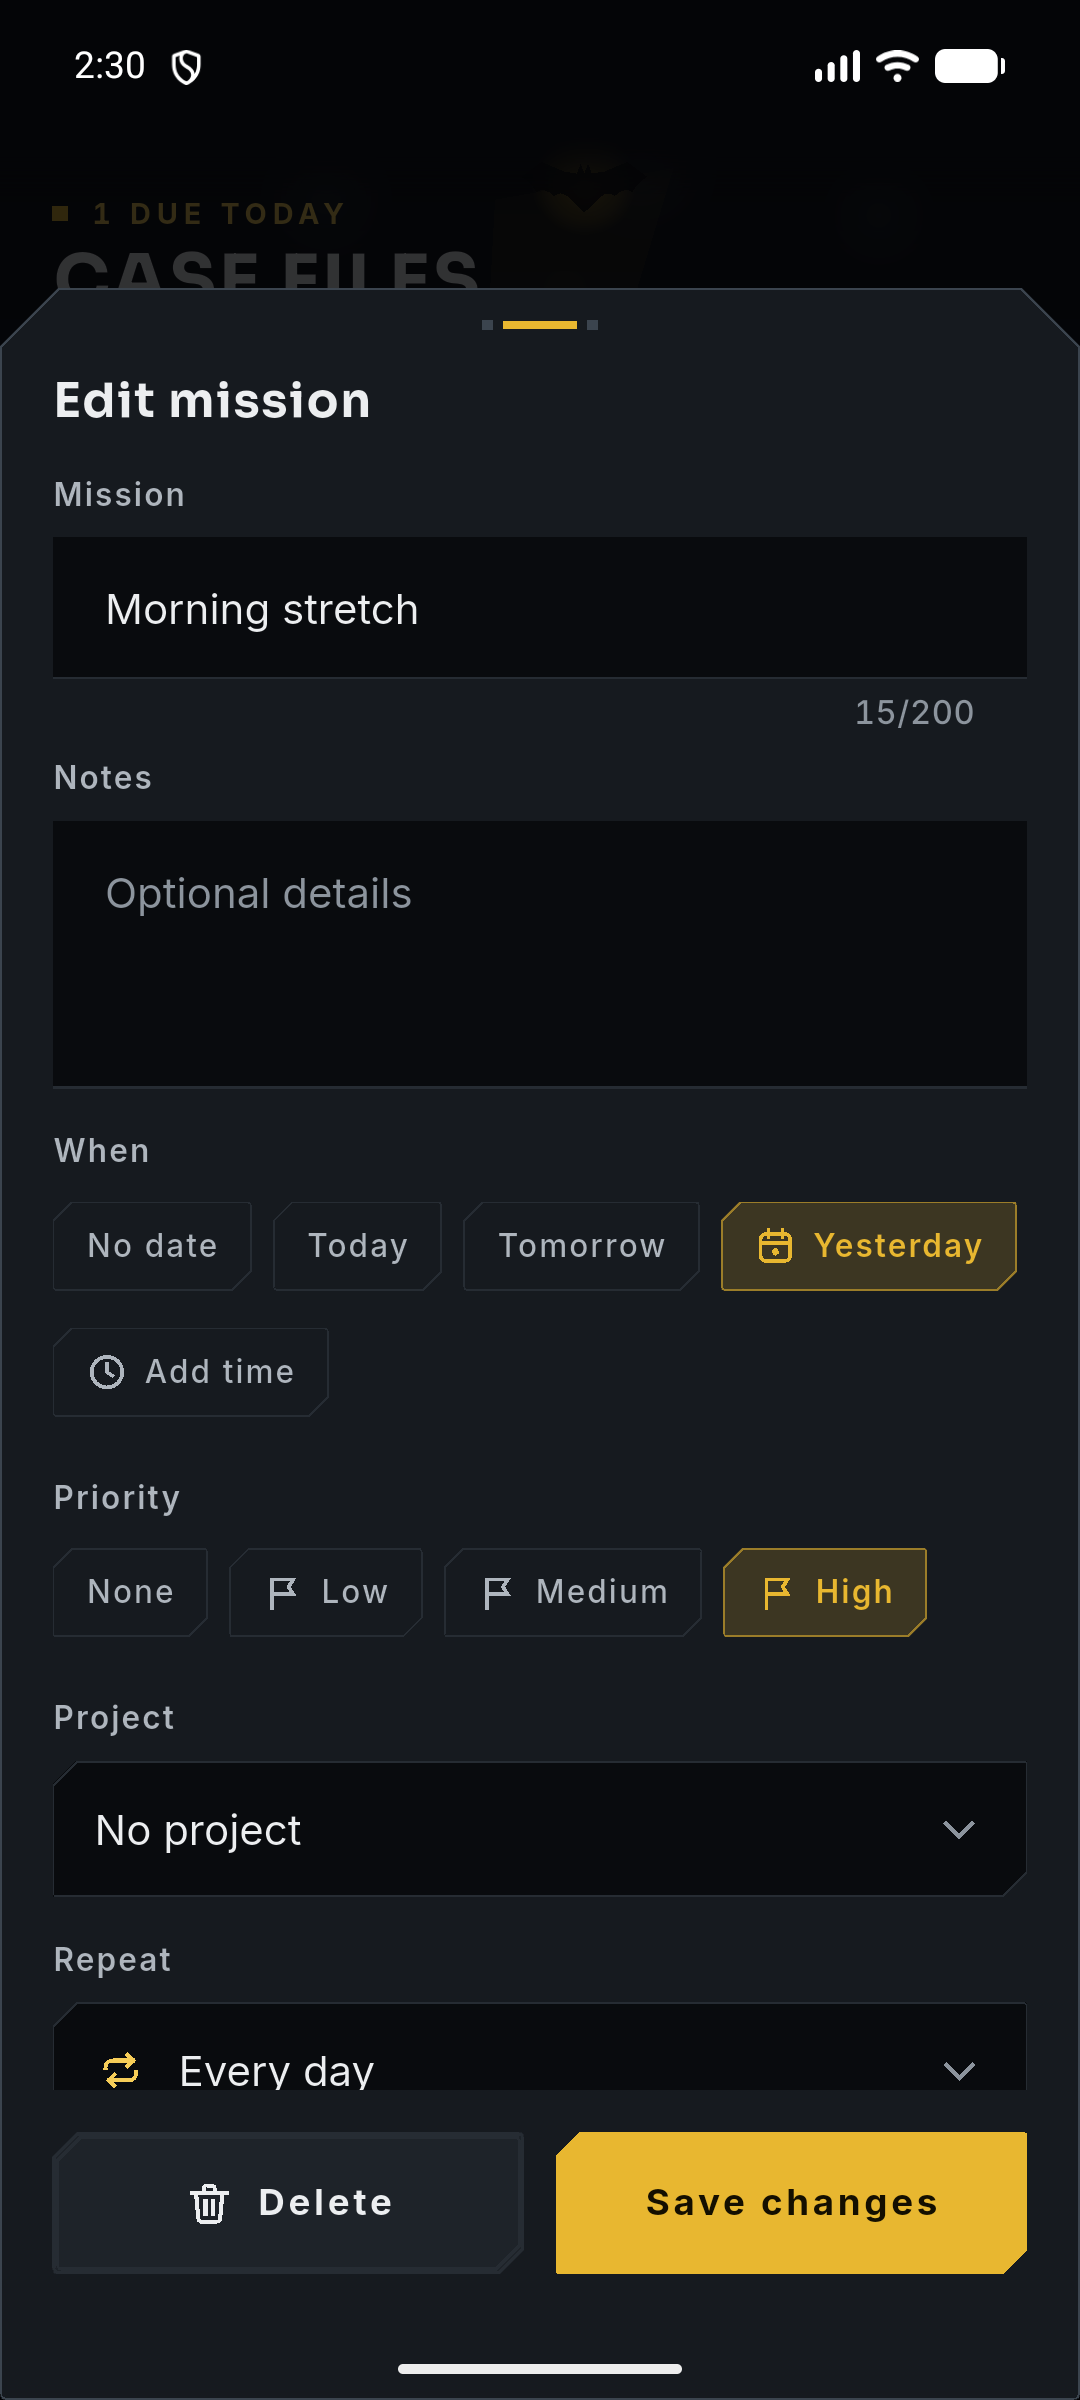 2:30
1 DUE TODAY
CASE FILES
Edit mission
Mission
Morning stretch
15/200
Notes
Optional details
When
No date Today Tomorrow Yesterday
Add time
Priority
None Low Medium High
Project
No project
Repeat
Every day
Delete Save changes